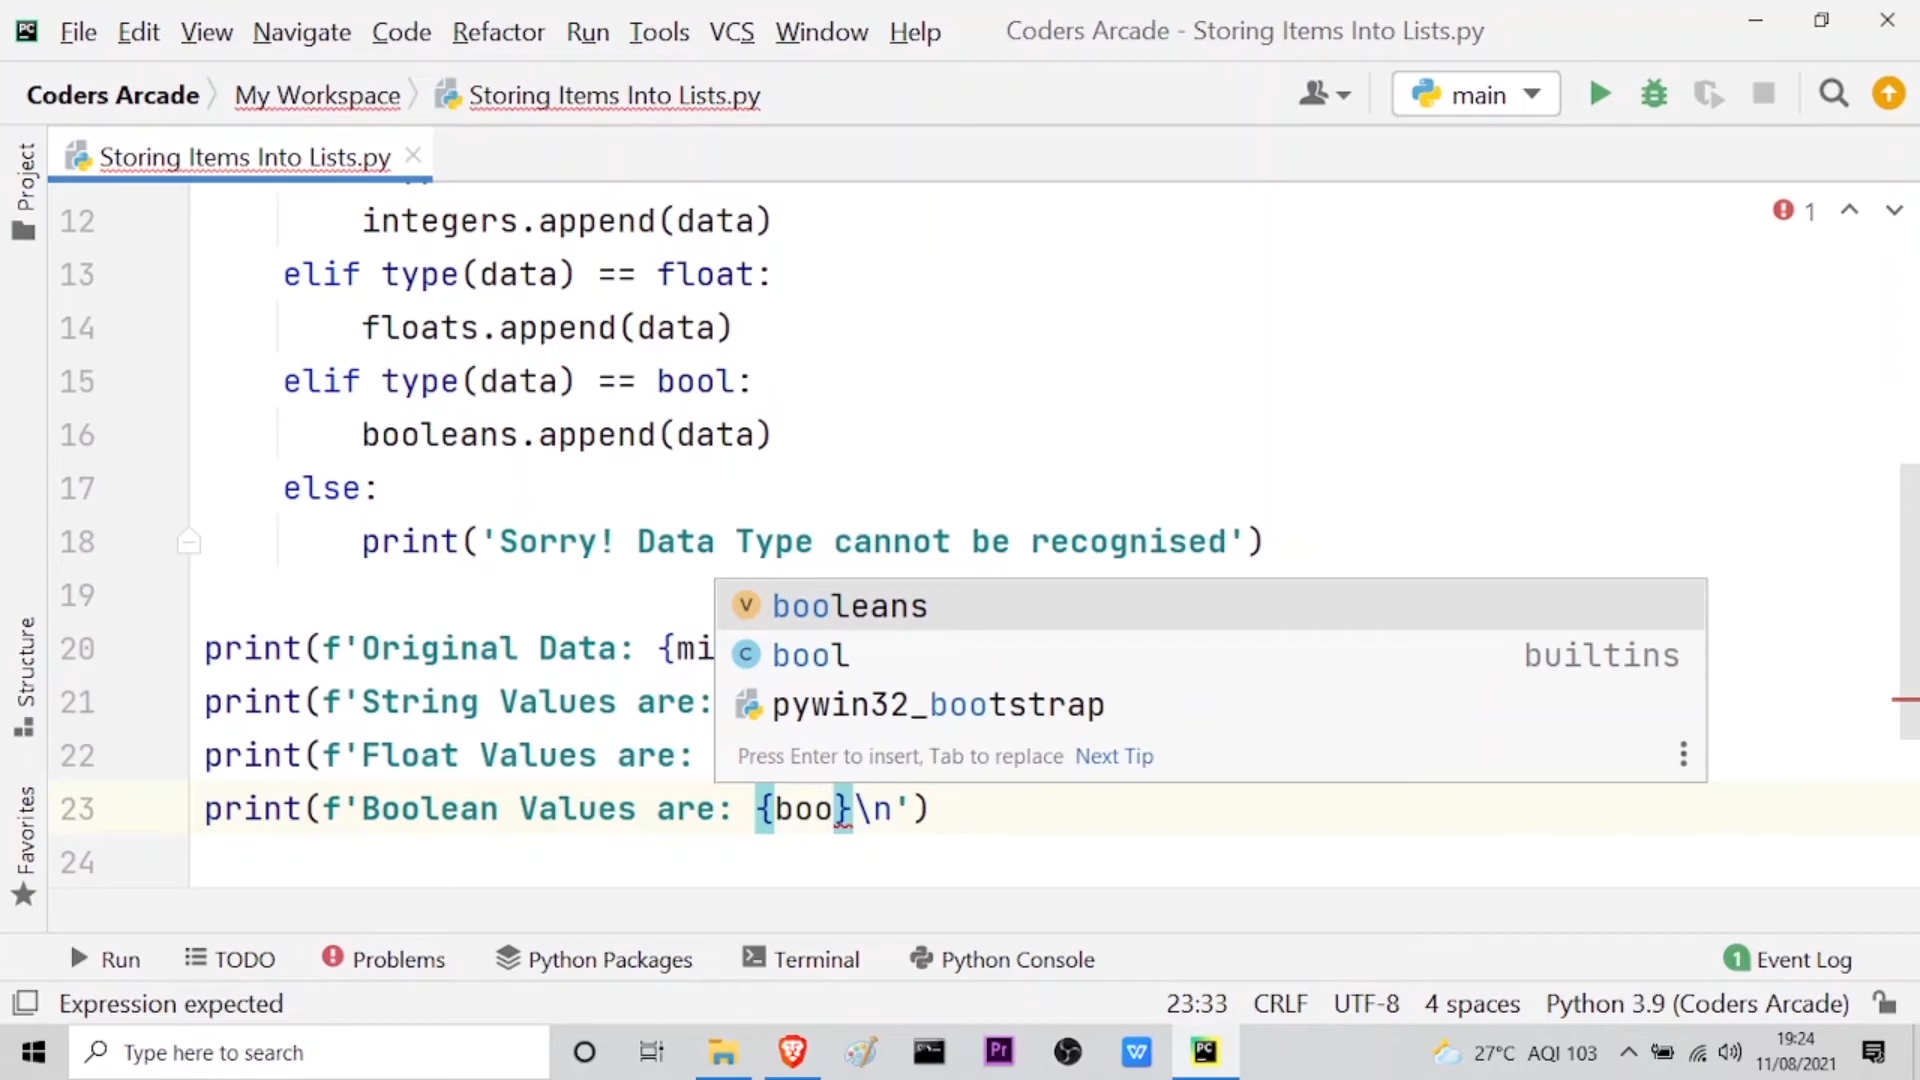 File Edit View Navigate Code Refactor Run Tools VCS Window Help Coders Arcade - Storing Items Into Lists.py
Coders Arcade My Workspace Storing Items Into Lists.py main
Storing Items Into Lists.py
Project
Structure
Favorites
1
12 integers.append(data)
13 elif type(data) == float:
14 floats.append(data)
15 elif type(data) == bool:
16 booleans.append(data)
17 else:
18 print('Sorry! Data Type cannot be recognised')
19
20 print(f'Original Data: {mi
21 print(f'String Values are:
22 print(f'Float Values are:
23 print(f'Boolean Values are: {boo}\n')
24
V booleans
C bool builtins
pywin32_bootstrap
Press Enter to insert, Tab to replace Next Tip
Run TODO Problems Python Packages Terminal Python Console 1 Event Log
Expression expected 23:33 CRLF UTF-8 4 spaces Python 3.9 (Coders Arcade)
Type here to search Pr W PC 27°C AQI 103 19:24
11/08/2021